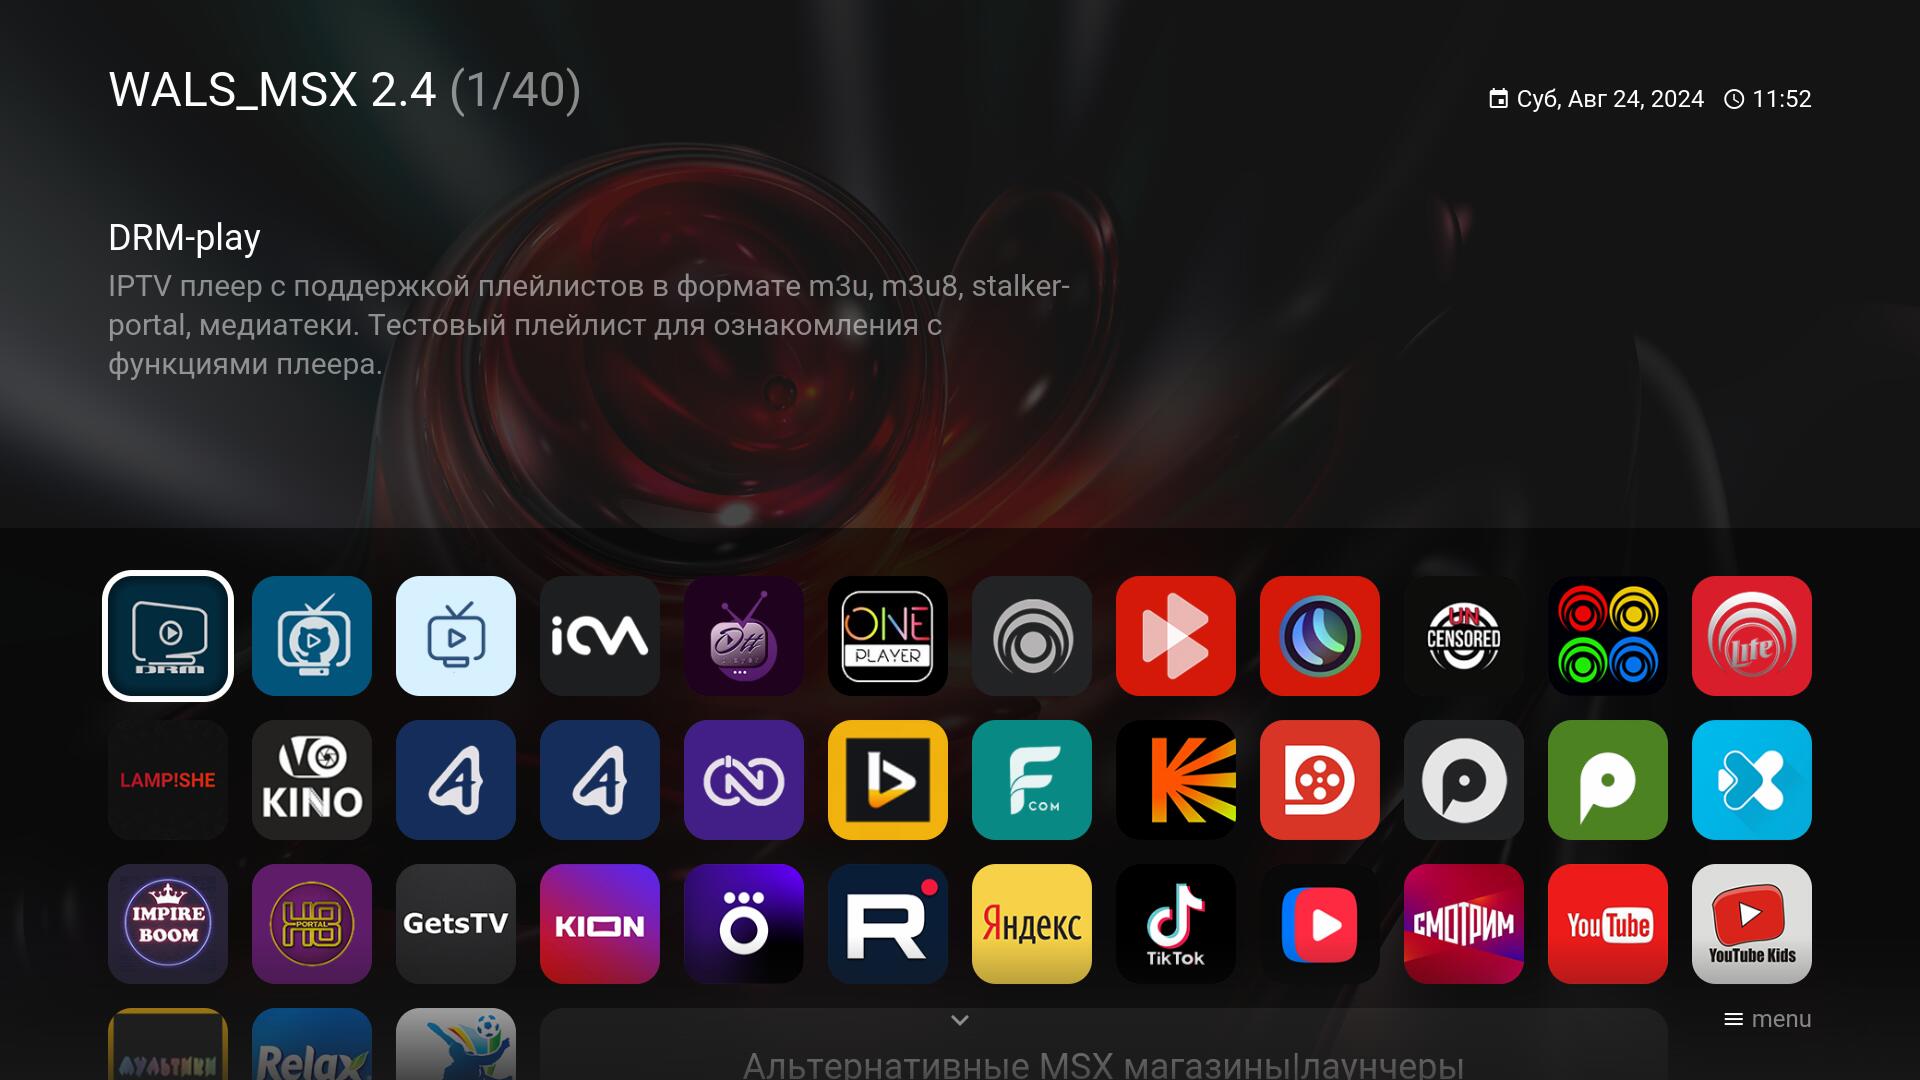 WALS_MSX 2.4 (1/40)
Суб, Авг 24, 2024 11:52
DRM-play
IPTV плеер с поддержкой плейлистов в формате m3u, m3u8, stalker-
portal, медиатеки. Тестовый плейлист для ознакомления с
функциями плеера.
DRM
Ott
ONE
PLAYER
UN
CENSORED
Lite
LAMP!SHE
VO
KINO
F
COM
IMPIRE
BOOM
PORTAL
GetsTV
KION
R
Яндекс
TikTok
СМОТРИМ
YouTube
YouTube Kids
menu
МУЛЬТИКИ
Relax
Альтернативные MSX магазины|лаунчеры